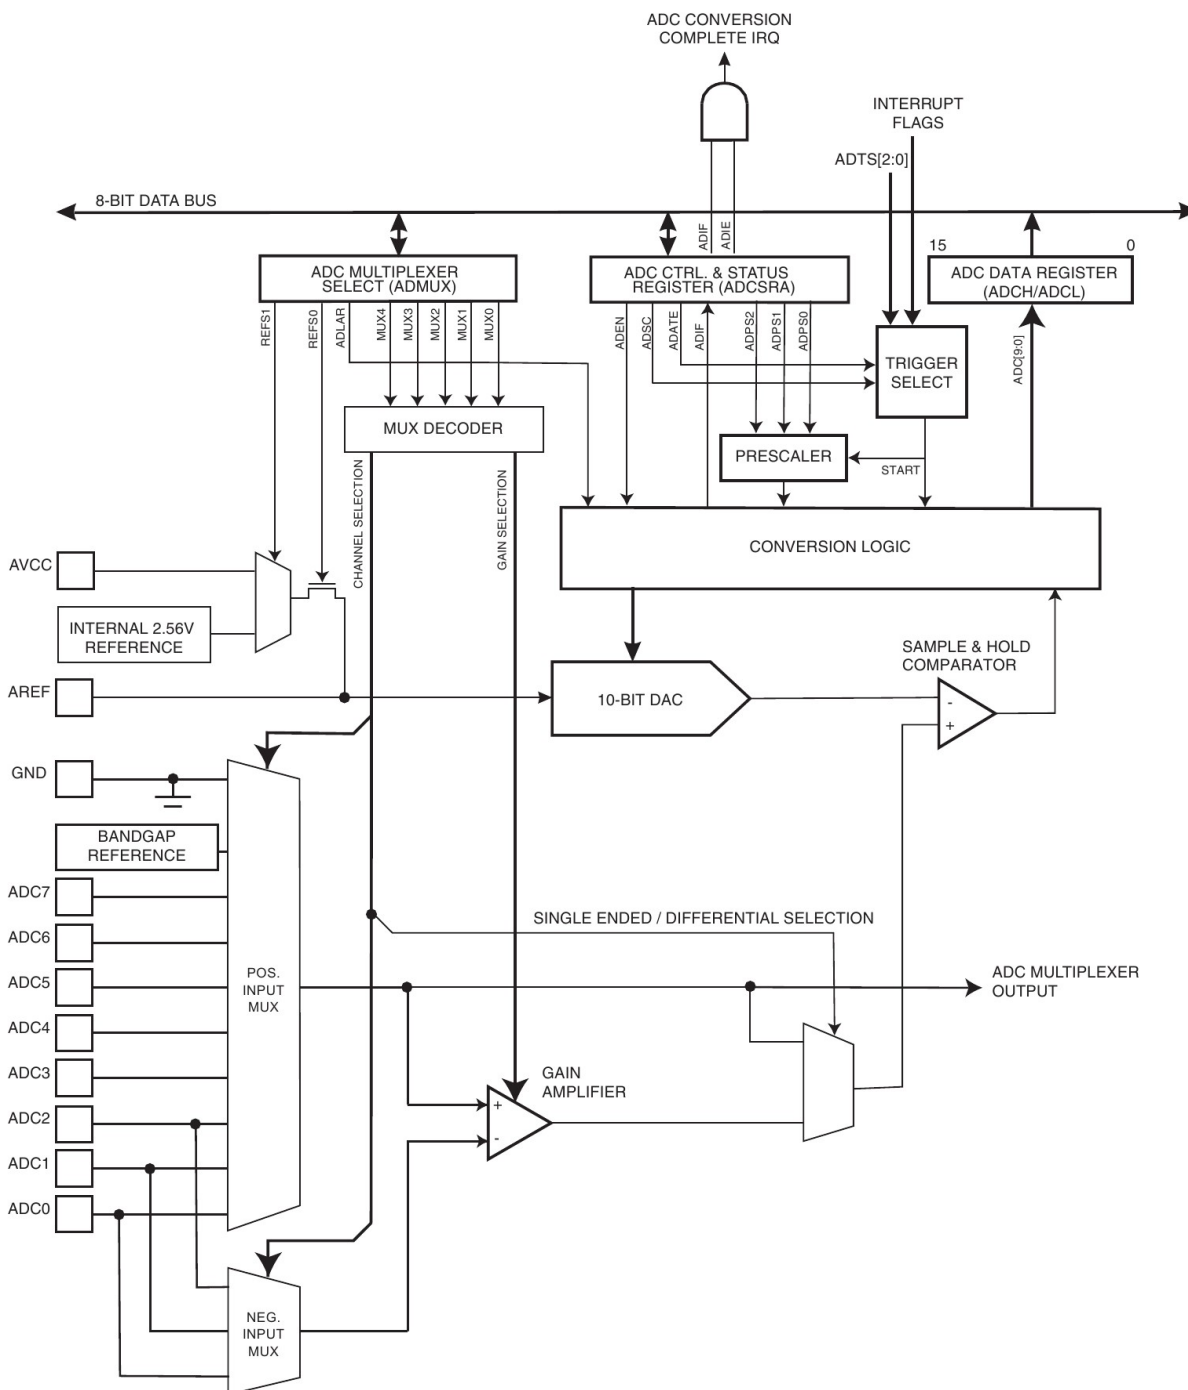 ADC CONVERSION
COMPLETE IRQ
INTERRUPT
FLAGS
ADTS[2:0]
8-BIT DATA BUS
ADIF
ADIE
15
0
ADC MULTIPLEXER
SELECT (ADMUX)
ADC CTRL. & STATUS
REGISTER (ADCSRA)
ADC DATA REGISTER
(ADCH/ADCL)
REFS1
REFS0
ADLAR
MUX4
MUX3
MUX2
MUX1
MUX0
ADEN
ADSC
ADATE
ADIF
ADPS2
ADPS1
ADPS0
TRIGGER
SELECT
ADC[9:0]
MUX DECODER
PRESCALER
START
CHANNEL SELECTION
GAIN SELECTION
CONVERSION LOGIC
AVCC
INTERNAL 2.56V
REFERENCE
SAMPLE & HOLD
COMPARATOR
AREF
10-BIT DAC
-
+
GND
BANDGAP
REFERENCE
ADC7
SINGLE ENDED / DIFFERENTIAL SELECTION
ADC6
ADC5
POS.
INPUT
MUX
ADC MULTIPLEXER
OUTPUT
ADC4
ADC3
GAIN
AMPLIFIER
+
-
ADC2
ADC1
ADC0
NEG.
INPUT
MUX